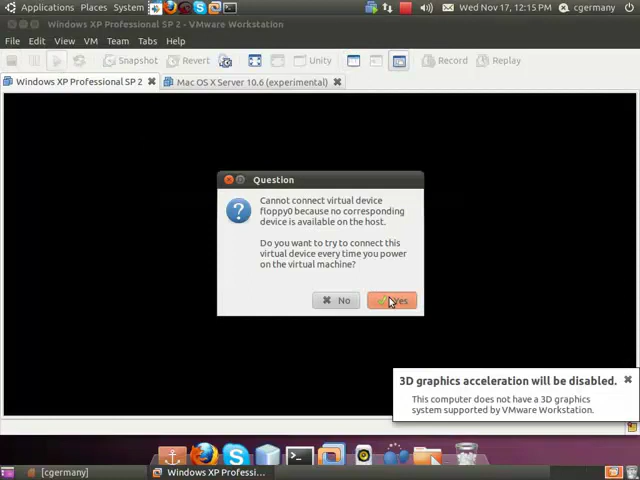 Applications Places System
Wed Nov 17, 12:15 PM cgermany
Windows XP Professional SP 2 - VMware Workstation
File Edit View VM Team Tabs Help
Snapshot Revert Unity Record Replay
Windows XP Professional SP 2 Mac OS X Server 10.6 (experimental)
Question
Cannot connect virtual device
floppy0 because no corresponding
device is available on the host.
Do you want to try to connect this
virtual device every time you power
on the virtual machine?
No Yes
3D graphics acceleration will be disabled.
This computer does not have a 3D graphics
system supported by VMware Workstation.
[cgermany] Windows XP Professio...